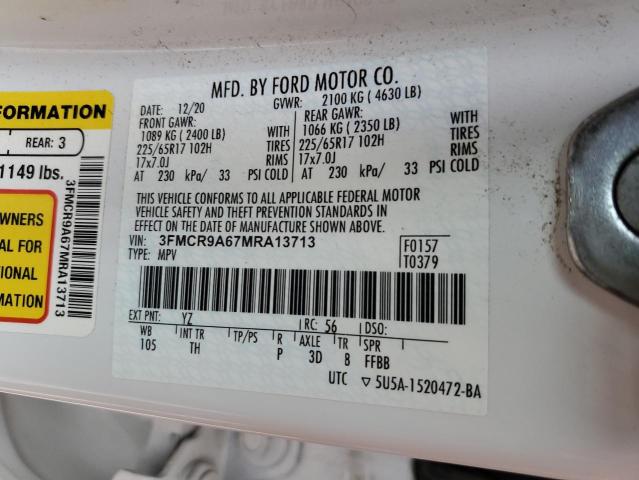 FORMATION
REAR: 3
1149 lbs.
WNERS
AL FOR
TIONAL
MATION
3FMCR9A67MRA13713
MFD. BY FORD MOTOR CO.
DATE: 12/20 GVWR: 2100 KG ( 4630 LB)
FRONT GAWR: REAR GAWR:
1089 KG ( 2400 LB) WITH 1066 KG ( 2350 LB) WITH
225/65R17 102H TIRES 225/65R17 102H TIRES
17x7.0J RIMS 17x7.0J RIMS
AT 230 kPa/ 33 PSI COLD AT 230 kPa/ 33 PSI COLD
THIS VEHICLE CONFORMS TO ALL APPLICABLE FEDERAL MOTOR
VEHICLE SAFETY AND THEFT PREVENTION STANDARDS IN
EFFECT ON THE DATE OF MANUFACTURE SHOWN ABOVE.
VIN: 3FMCR9A67MRA13713 F0157
TYPE: MPV T0379
EXT PNT: YZ RC: 56 DSO:
WB INT TR TP/PS R AXLE TR SPR
105 TH P 3D 8 FFBB
UTC ▽ 5U5A-1520472-BA